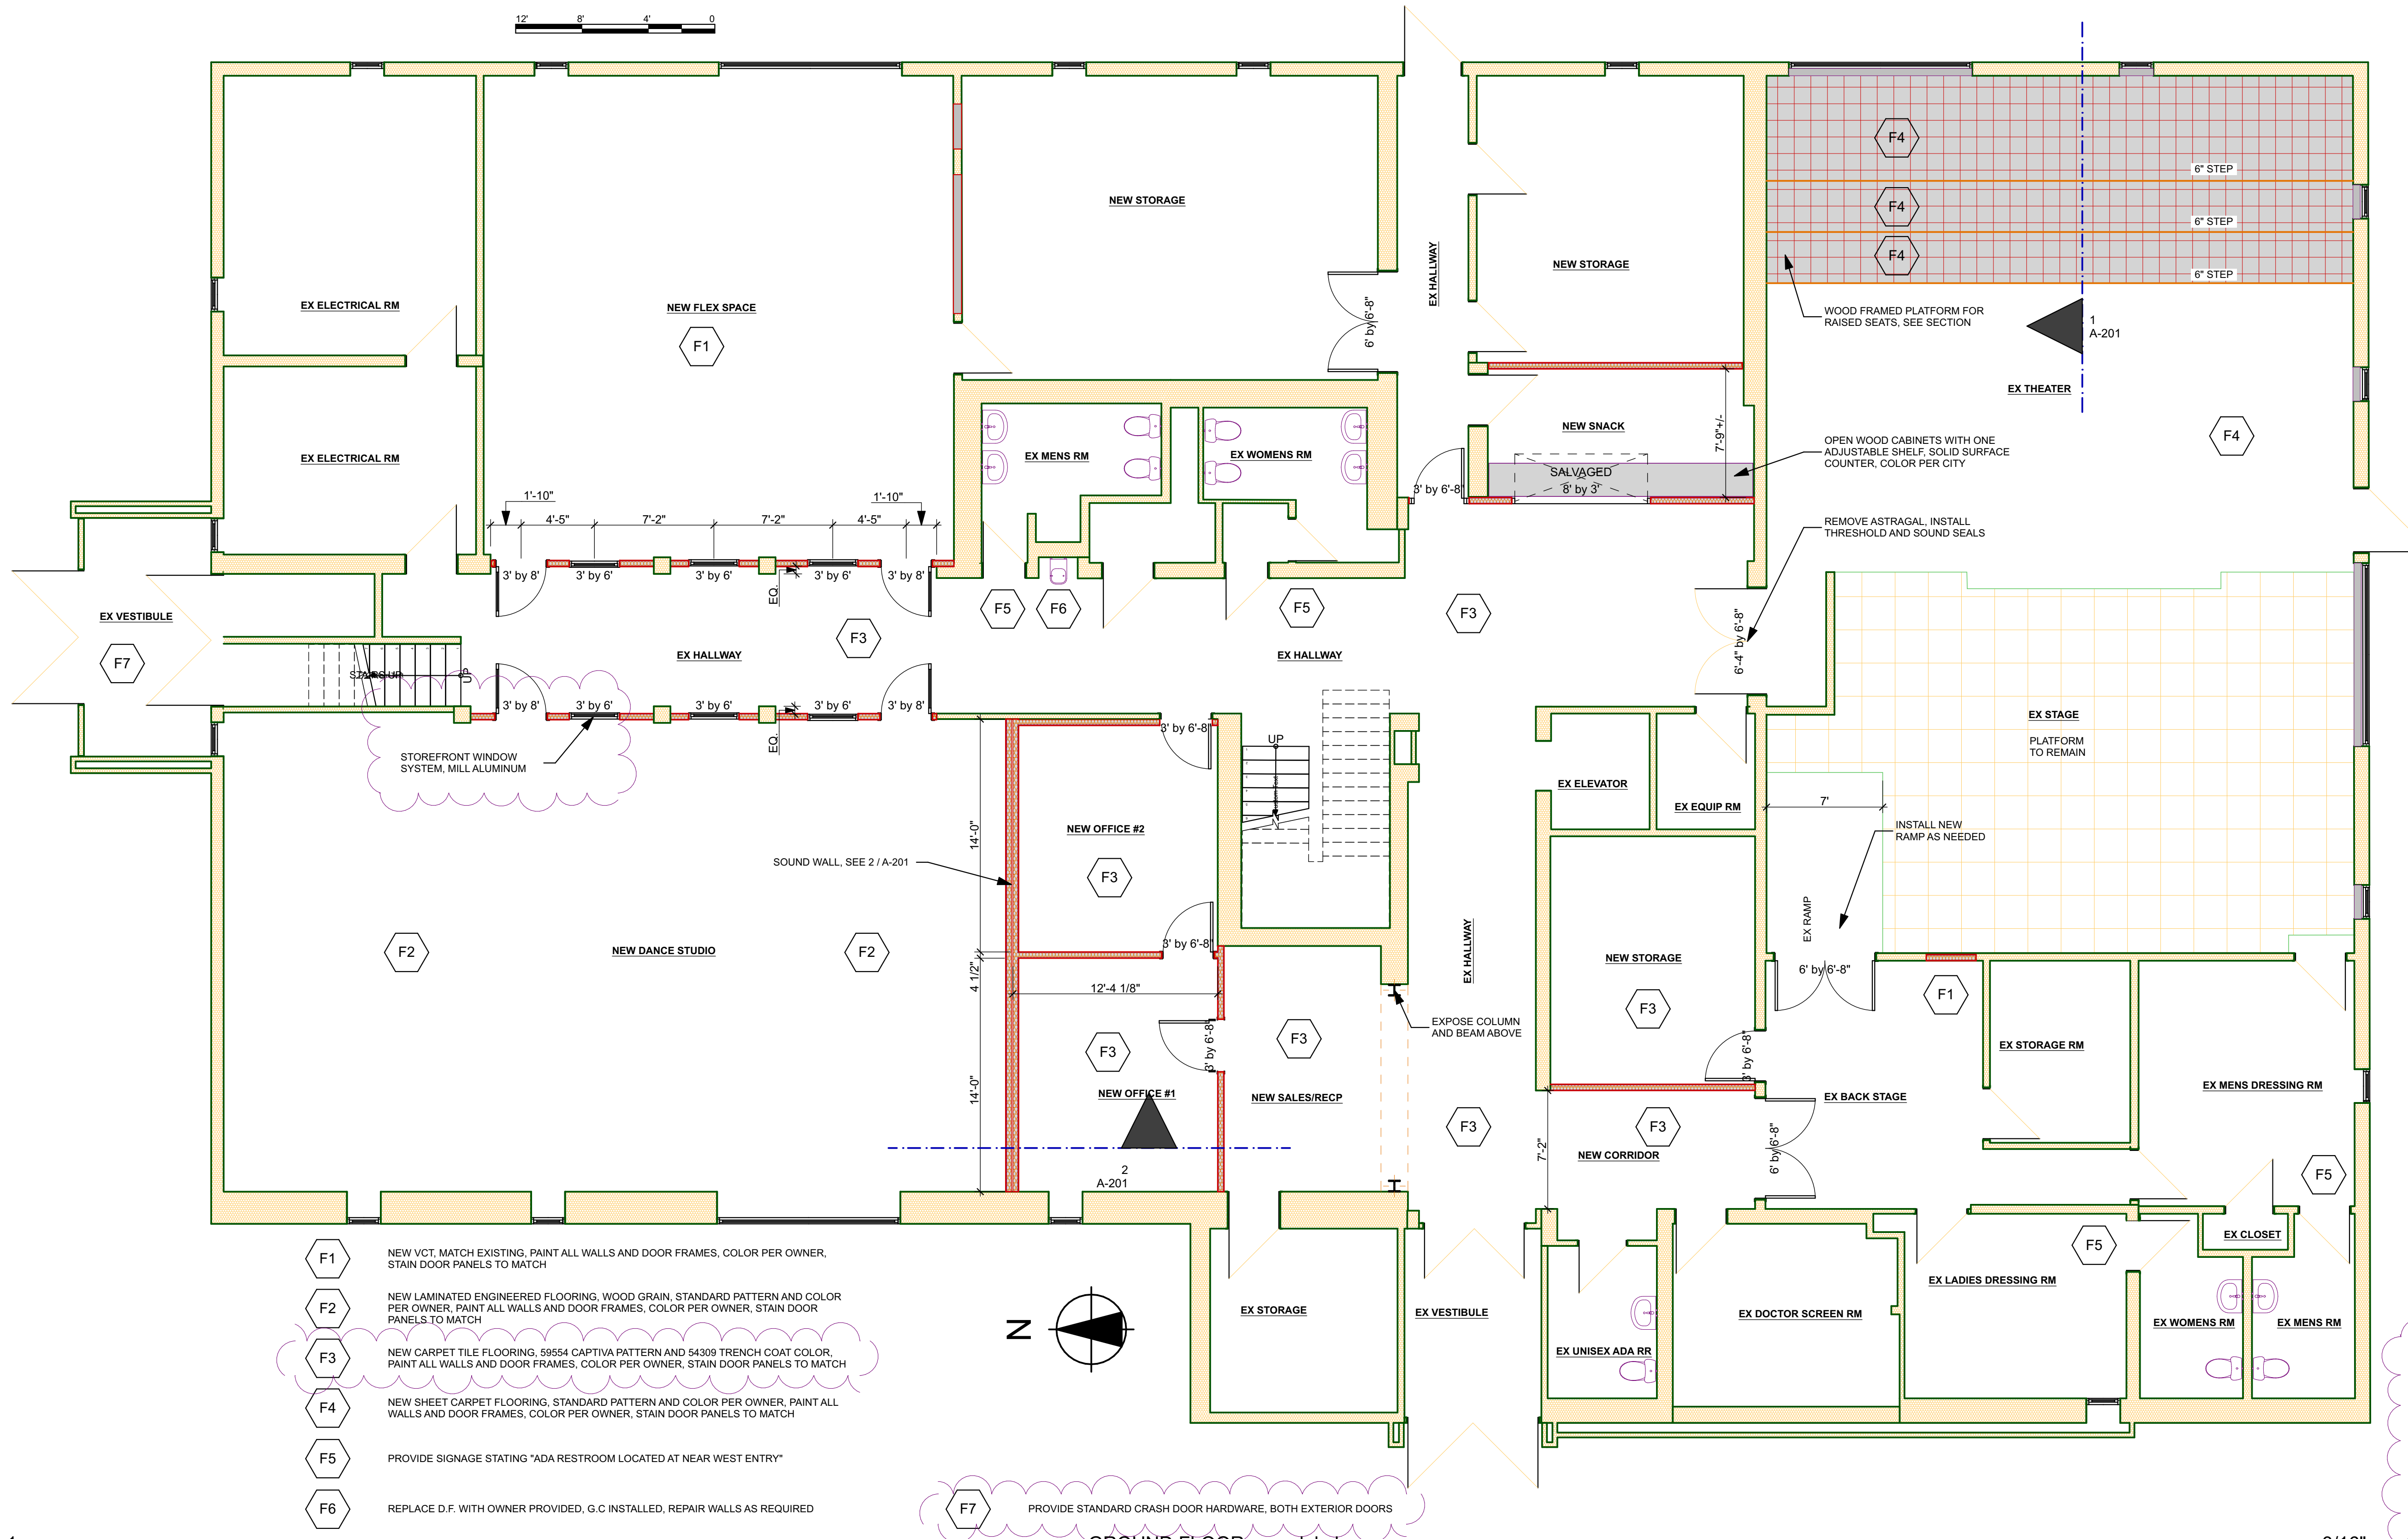 12' 8' 4' 0
EX ELECTRICAL RM
NEW FLEX SPACE
F1
NEW STORAGE
6' by 6'-8"
EX HALLWAY
NEW STORAGE
F4
6" STEP
F4
6" STEP
F4
6" STEP
WOOD FRAMED PLATFORM FOR
RAISED SEATS, SEE SECTION
1
A-201
EX THEATER
F4
EX ELECTRICAL RM
EX MENS RM
EX WOMENS RM
NEW SNACK
7'-9"+/-
SALVAGED
8' by 3'
3' by 6'-8"
OPEN WOOD CABINETS WITH ONE
ADJUSTABLE SHELF, SOLID SURFACE
COUNTER, COLOR PER CITY
REMOVE ASTRAGAL, INSTALL
THRESHOLD AND SOUND SEALS
1'-10"
1'-10"
4'-5" 7'-2" 7'-2" 4'-5"
3' by 8' 3' by 6' 3' by 6' 3' by 6' 3' by 8'
EQ.
F5
F6
F5
F3
EX VESTIBULE
F7
F3
EX HALLWAY
EX HALLWAY
6'-4" by 6'-8"
UP
3' by 8' 3' by 6' 3' by 6' 3' by 6' 3' by 8'
EQ.
STOREFRONT WINDOW
SYSTEM, MILL ALUMINUM
3' by 6'-8"
UP
EX STAGE
PLATFORM
TO REMAIN
EX ELEVATOR
EX EQUIP RM
7'
INSTALL NEW
RAMP AS NEEDED
EX RAMP
14'-0"
NEW OFFICE #2
F3
SOUND WALL, SEE 2 / A-201
F2
NEW DANCE STUDIO
F2
3' by 6'-8"
4 1/2"
12'-4 1/8"
EX HALLWAY
NEW STORAGE
F3
6' by 6'-8"
F1
EXPOSE COLUMN
AND BEAM ABOVE
F3
F3
3' by 6'-8"
14'-0"
NEW OFFICE #1
NEW SALES/RECP
F3
3' by 6'-8"
EX STORAGE RM
EX MENS DRESSING RM
EX BACK STAGE
F3
7'-2"
NEW CORRIDOR
6' by 6'-8"
F5
2
A-201
EX CLOSET
F5
EX LADIES DRESSING RM
EX STORAGE
EX VESTIBULE
EX DOCTOR SCREEN RM
EX WOMENS RM
EX MENS RM
EX UNISEX ADA RR
N
F1
NEW VCT, MATCH EXISTING, PAINT ALL WALLS AND DOOR FRAMES, COLOR PER OWNER,
STAIN DOOR PANELS TO MATCH
F2
NEW LAMINATED ENGINEERED FLOORING, WOOD GRAIN, STANDARD PATTERN AND COLOR
PER OWNER, PAINT ALL WALLS AND DOOR FRAMES, COLOR PER OWNER, STAIN DOOR
PANELS TO MATCH
F3
NEW CARPET TILE FLOORING, 59554 CAPTIVA PATTERN AND 54309 TRENCH COAT COLOR,
PAINT ALL WALLS AND DOOR FRAMES, COLOR PER OWNER, STAIN DOOR PANELS TO MATCH
F4
NEW SHEET CARPET FLOORING, STANDARD PATTERN AND COLOR PER OWNER, PAINT ALL
WALLS AND DOOR FRAMES, COLOR PER OWNER, STAIN DOOR PANELS TO MATCH
F5
PROVIDE SIGNAGE STATING "ADA RESTROOM LOCATED AT NEAR WEST ENTRY"
F6
REPLACE D.F. WITH OWNER PROVIDED, G.C INSTALLED, REPAIR WALLS AS REQUIRED
F7
PROVIDE STANDARD CRASH DOOR HARDWARE, BOTH EXTERIOR DOORS
GROUND FLOOR